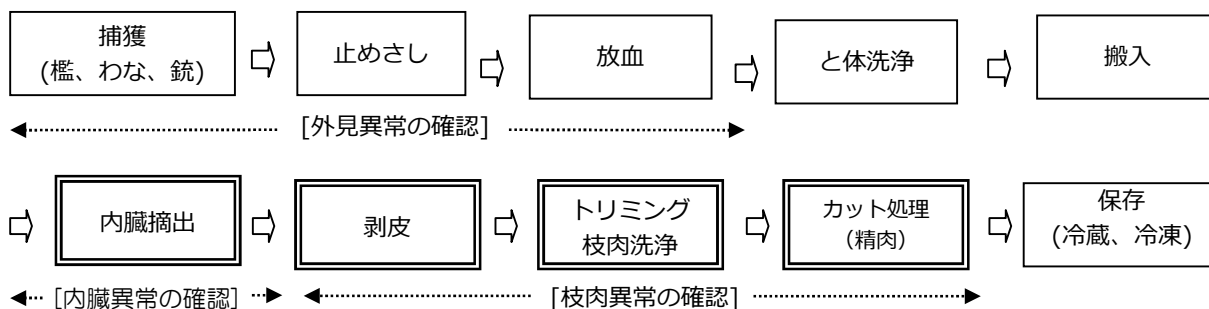 捕獲
(檻、わな、銃)
止めさし
放血
と体洗浄
搬入
[外見異常の確認]
内臓摘出
剥皮
トリミング
枝肉洗浄
カット処理
(精肉)
保存
(冷蔵、冷凍)
[内臓異常の確認]
[枝肉異常の確認]